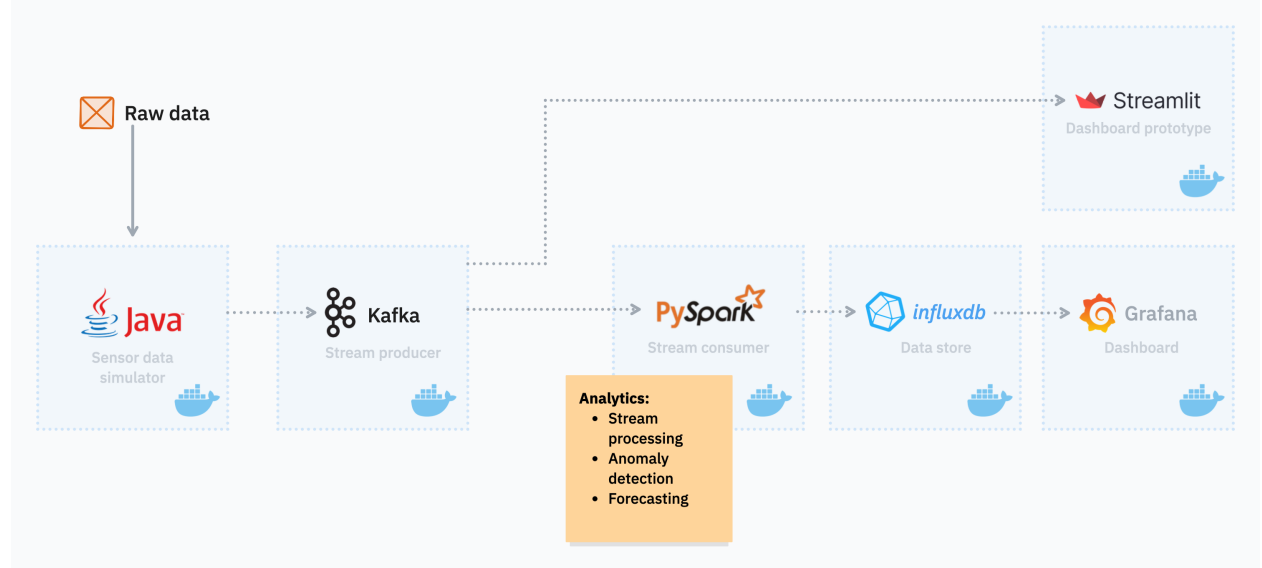 Streamlit
Dashboard prototype
Raw data
Java™
Sensor data
simulator
Kafka
Stream producer
PySpark
Stream consumer
influxdb
Data store
Grafana
Dashboard
Analytics:
• Stream
processing
• Anomaly
detection
• Forecasting